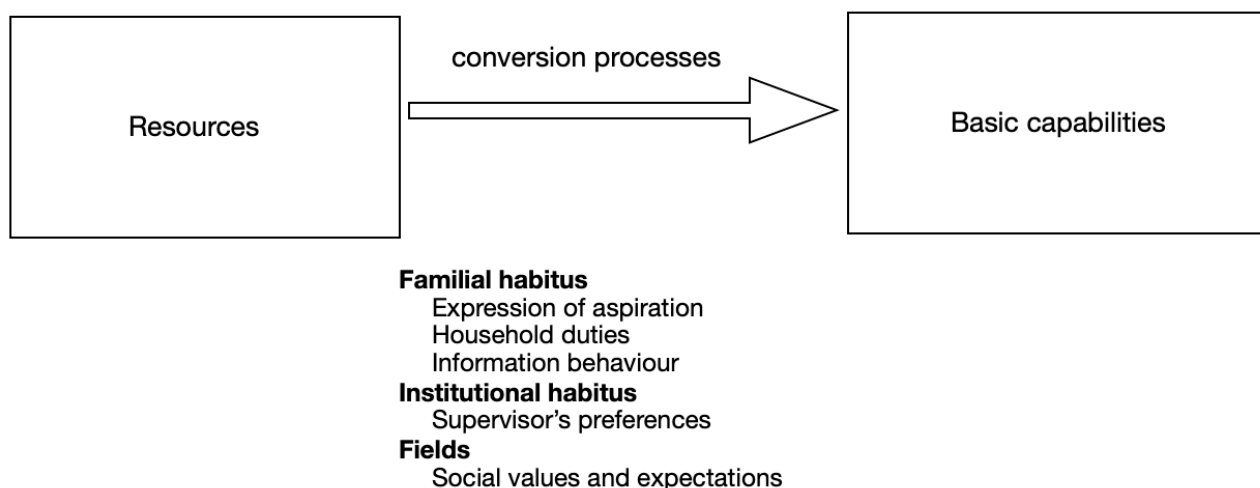 conversion processes
Resources
Basic capabilities
Familial habitus
Expression of aspiration
Household duties
Information behaviour
Institutional habitus
Supervisor’s preferences
Fields
Social values and expectations